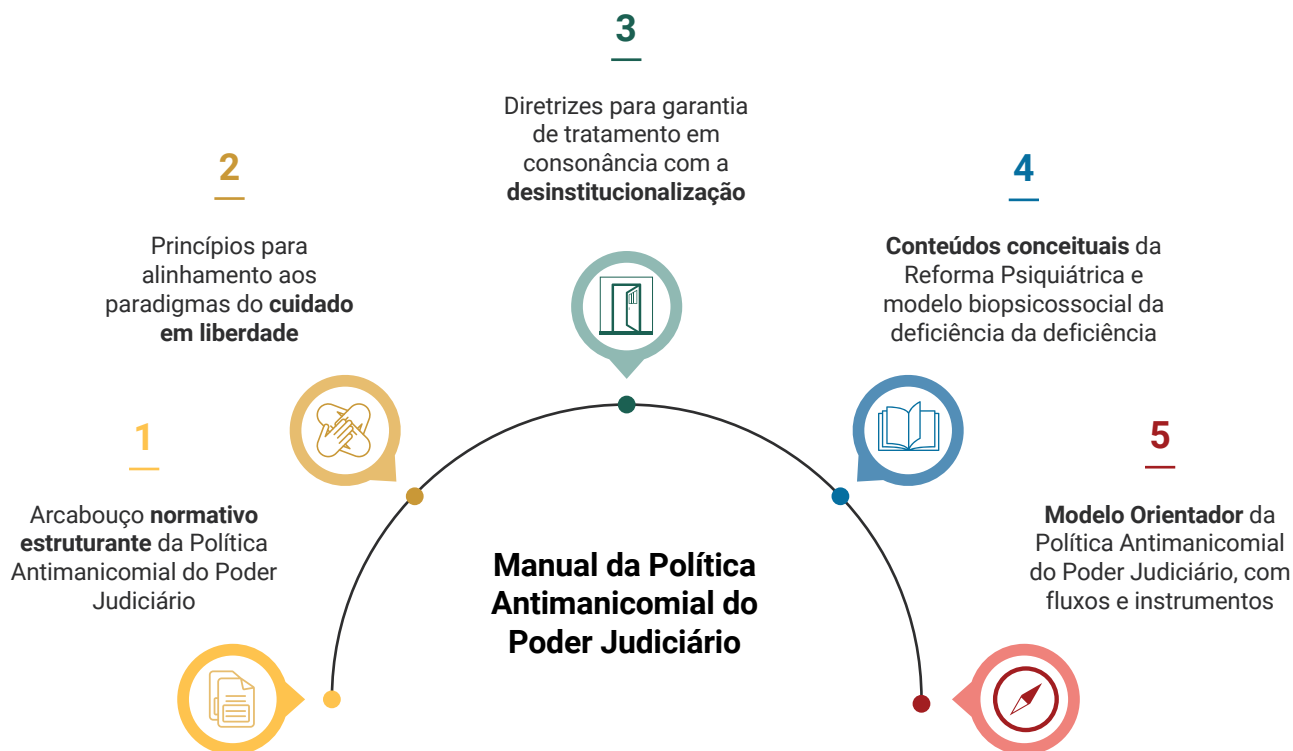 1
Arcabouço normativo
estruturante da Política
Antimanicomial do Poder
Judiciário
2
Princípios para
alinhamento aos
paradigmas do cuidado
em liberdade
3
Diretrizes para garantia
de tratamento em
consonância com a
desinstitucionalização
4
Conteúdos conceituais da
Reforma Psiquiátrica e
modelo biopsicossocial da
deficiência da deficiência
5
Modelo Orientador da
Política Antimanicomial
do Poder Judiciário, com
fluxos e instrumentos
Manual da Política
Antimanicomial do
Poder Judiciário